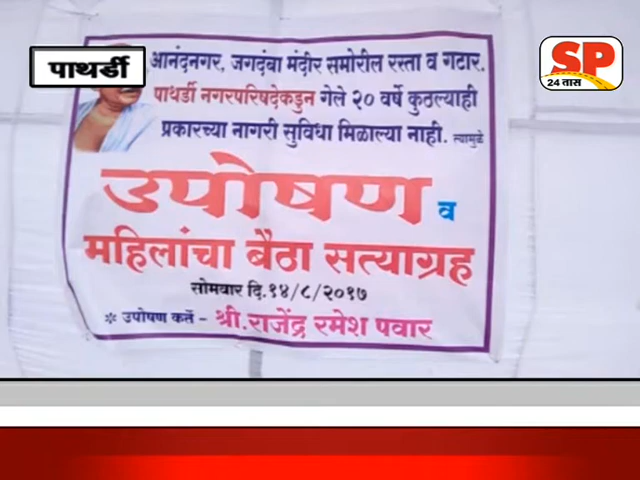 पाथर्डी
SP
24 तास
आनंदनगर, जगदंबा मंदीर समोरील रस्ता व गटार.
पाथर्डी नगरपरिषदेकडुन गेले २० वर्षे कुठल्याही
प्रकारच्या नागरी सुविधा मिळाल्या नाही. त्यामुळे
उपोषण व
महिलांचा बैठा सत्याग्रह
सोमवार दि.१४/८/२०१७
* उपोषण कर्ते - श्री.राजेंद्र रमेश पवार